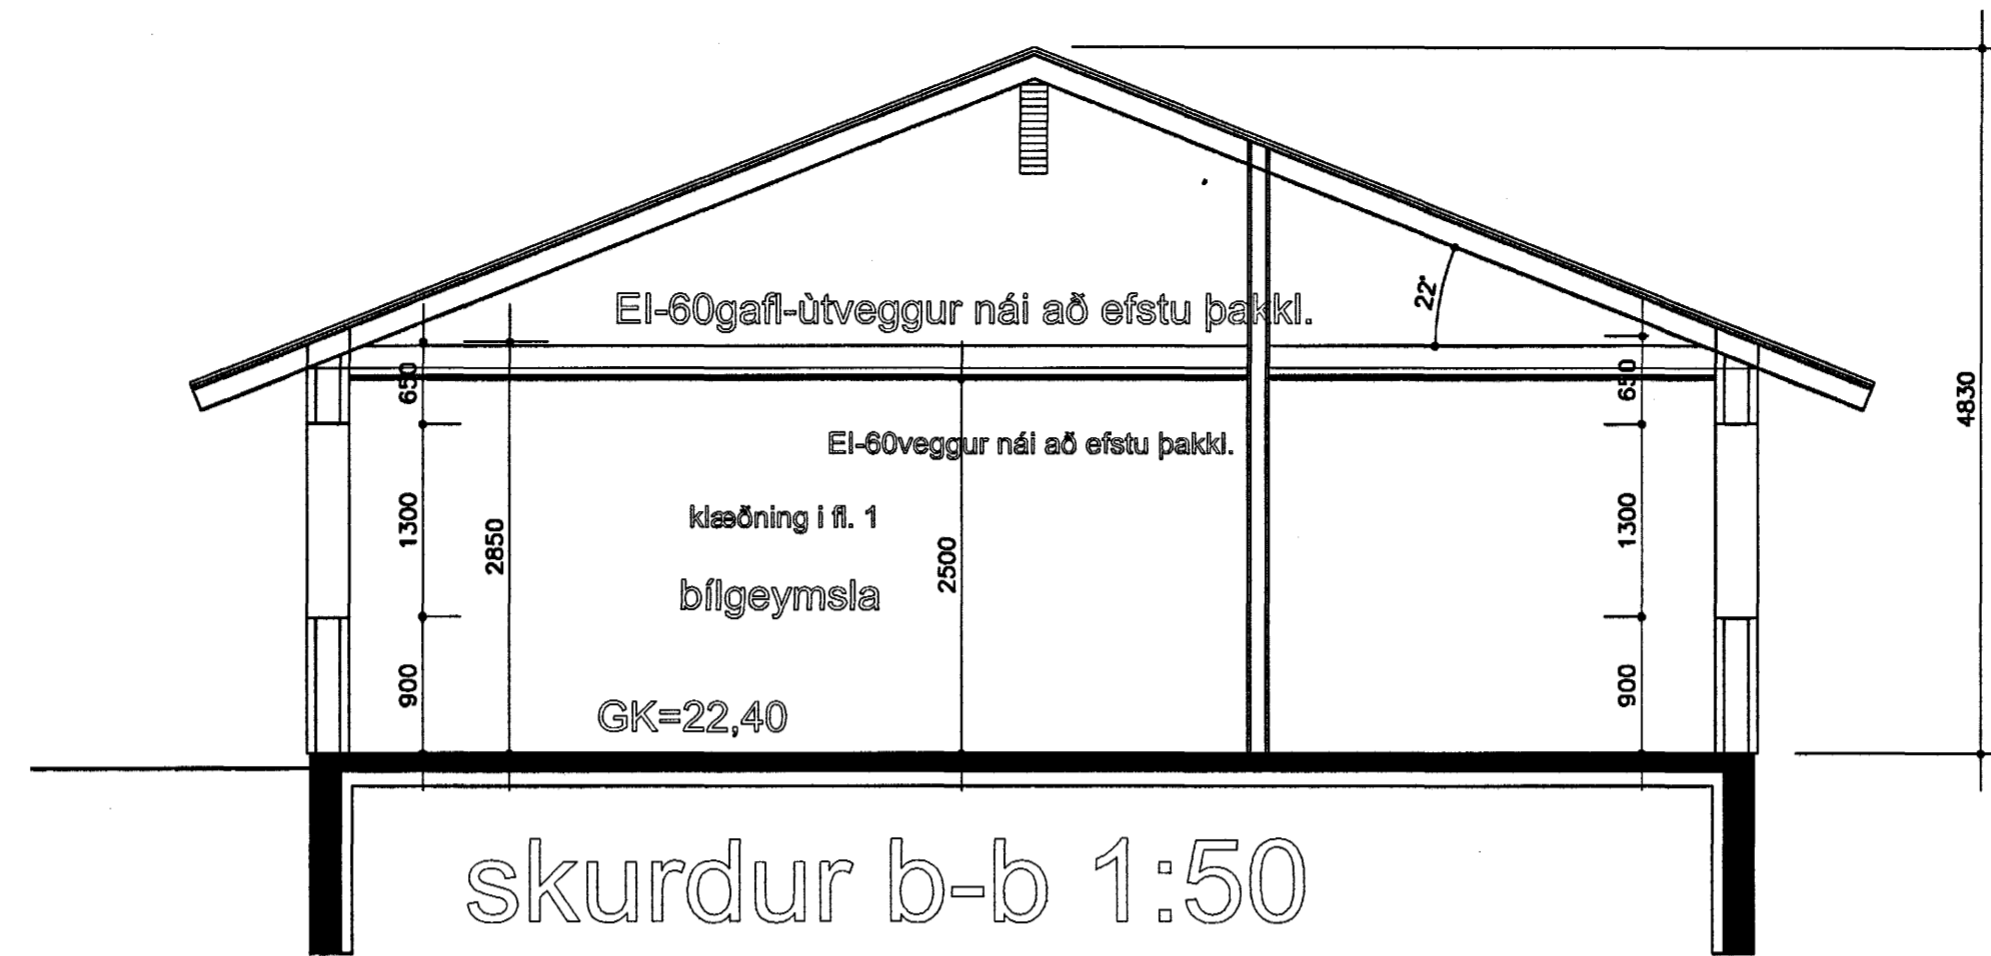 4830
EI-60gafl-ùtveggur nái að efstu þakkl.
22°
650
650
EI-60veggur nái að efstu þakkl.
klæðning i fl. 1
1300
2850
2500
1300
bílgeymsla
900
GK=22,40
900
skurdur b-b 1:50